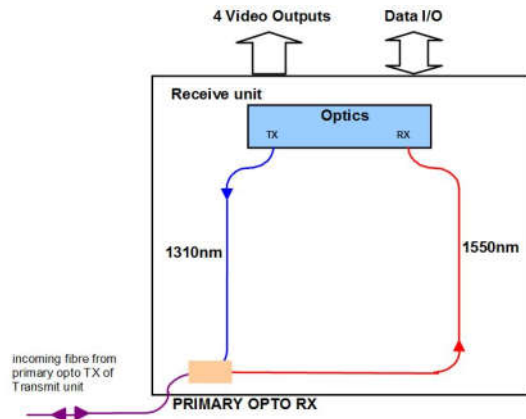 4 Video Outputs
Data I/O
Receive unit
Optics
TX
RX
1310nm
1550nm
incoming fibre from
primary opto TX of
Transmit unit
PRIMARY OPTO RX